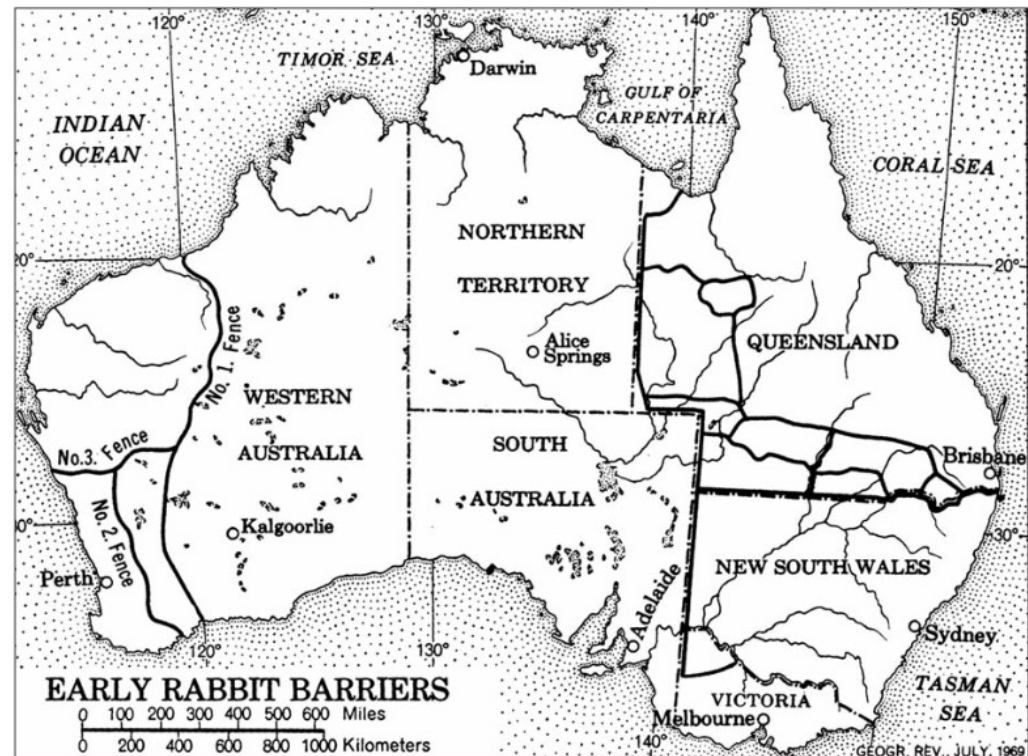 120°
130°
140°
150°
TIMOR SEA
Darwin
GULF OF
CARPENTARIA
INDIAN
OCEAN
CORAL SEA
NORTHERN
TERRITORY
20°
20°
No. 1. Fence
Alice
Springs
QUEENSLAND
WESTERN
AUSTRALIA
SOUTH
AUSTRALIA
No.3. Fence
No. 2. Fence
Brisbane
Kalgoorlie
30°
30°
Perth
NEW SOUTH WALES
Adelaide
Sydney
120°
130°
EARLY RABBIT BARRIERS
0 100 200 300 400 500 600 Miles
0 200 400 600 800 1000 Kilometers
VICTORIA
Melbourne
TASMAN
SEA
140°
GEOGR. REV., JULY,